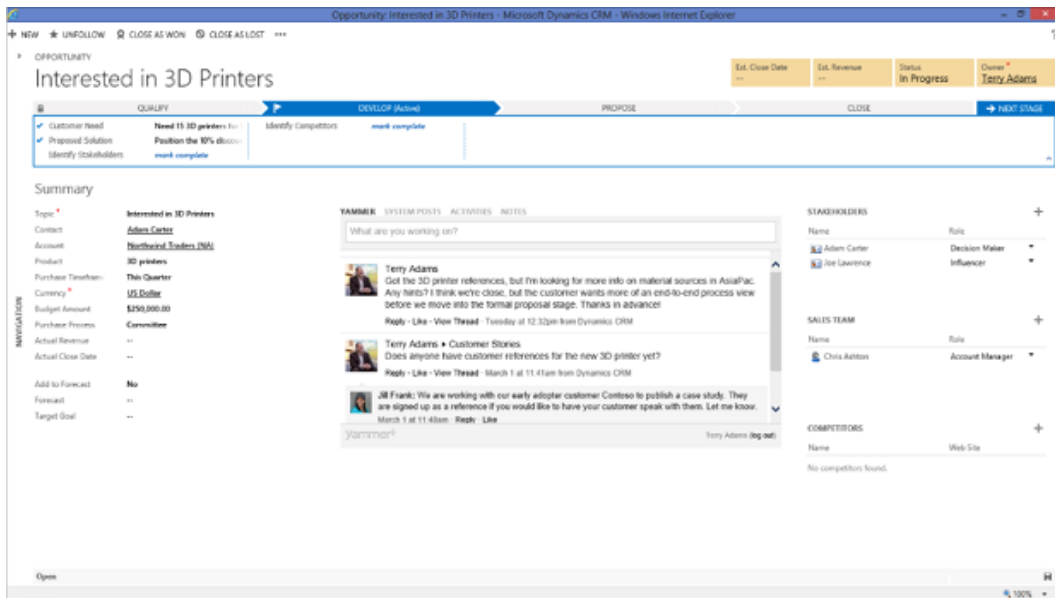 Opportunity: Interested in 3D Printers - Microsoft Dynamics CRM - Windows Internet Explorer
NEW UNFOLLOW CLOSE AS WON CLOSE AS LOST
OPPORTUNITY
Interested in 3D Printers
Est. Close Date
--
Est. Revenue
--
Status
In Progress
Owner *
Terry Adams
QUALIFY DEVELOP (Active) PROPOSE CLOSE NEXT STAGE
Customer Need Need 15 3D printers for
Identify Competitors mark complete
Proposed Solution Position the 10% discou
Identify Stakeholders mark complete
Summary
Topic * Interested in 3D Printers
Contact Adam Carter
Account Northwind Traders (NA)
Product 3D printers
Purchase Timefram This Quarter
Currency * US Dollar
Budget Amount $250,000.00
Purchase Process Committee
Actual Revenue --
Actual Close Date --
Add to Forecast No
Forecast --
Target Goal --
NAVIGATION
YAMMER SYSTEM POSTS ACTIVITIES NOTES
What are you working on?
Terry Adams
Got the 3D printer references, but I'm looking for more info on material sources in AsiaPac.
Any hints? I think we're close, but the customer wants more of an end-to-end process view
before we move into the formal proposal stage. Thanks in advance!
Reply · Like · View Thread · Tuesday at 12:32pm from Dynamics CRM
Terry Adams ▸ Customer Stories
Does anyone have customer references for the new 3D printer yet?
Reply · Like · View Thread · March 1 at 11:41am from Dynamics CRM
Jill Frank: We are working with our early adopter customer Contoso to publish a case study. They
are signed up as a reference if you would like to have your customer speak with them. Let me know.
March 1 at 11:48am · Reply · Like
yammer
Terry Adams (log out)
STAKEHOLDERS
Name Role
Adam Carter Decision Maker
Joe Lawrence Influencer
SALES TEAM
Name Role
Chris Ashton Account Manager
COMPETITORS
Name Web Site
No competitors found.
Open
100%